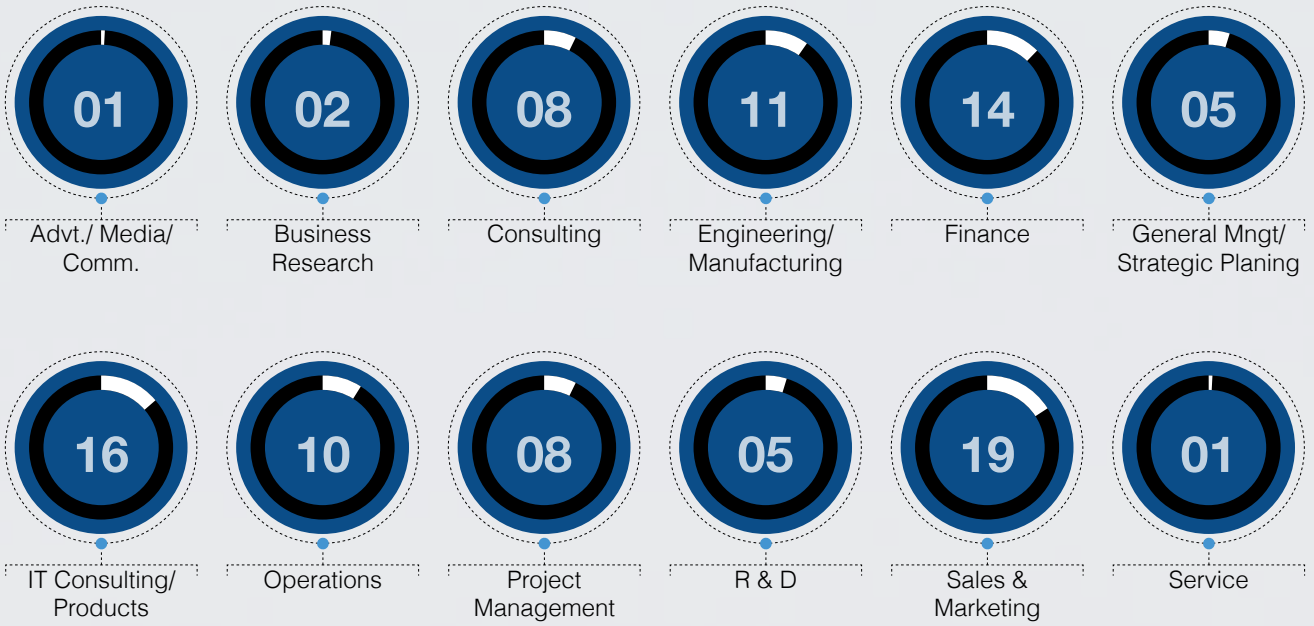 01
02
08
11
14
05
Advt./ Media/
Comm.
Business
Research
Consulting
Engineering/
Manufacturing
Finance
General Mngt/
Strategic Planing
16
10
08
05
19
01
IT Consulting/
Products
Operations
Project
Management
R & D
Sales &
Marketing
Service